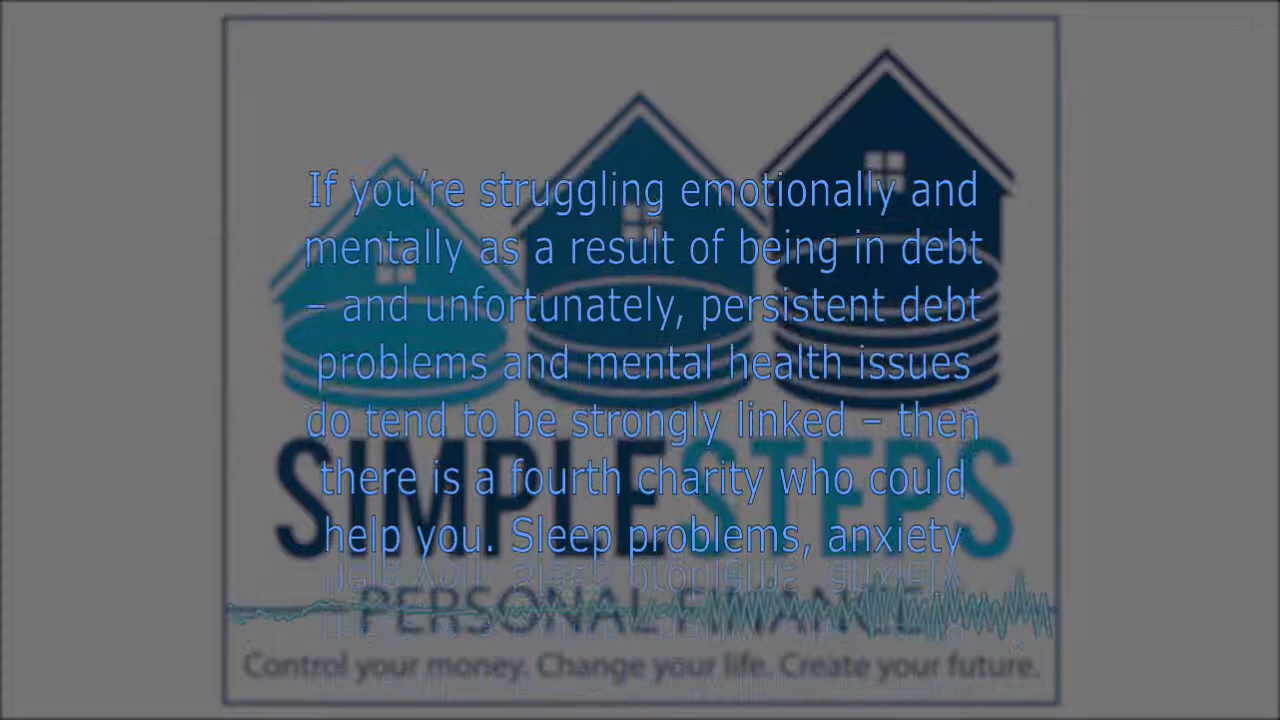 If you’re struggling emotionally and
mentally as a result of being in debt
– and unfortunately, persistent debt
problems and mental health issues
do tend to be strongly linked – then
there is a fourth charity who could
help you. Sleep problems, anxiety
SIMPLESTEPS
PERSONAL FINANCE
Control your money. Change your life. Create your future.